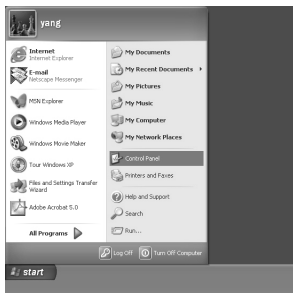 yang
Internet
Internet Explorer
E-mail
Netscape Messenger
MSN Explorer
Windows Media Player
Windows Movie Maker
Tour Windows XP
Files and Settings Transfer
Wizard
Adobe Acrobat 5.0
All Programs
My Documents
My Recent Documents
My Pictures
My Music
My Computer
My Network Places
Control Panel
Printers and Faxes
Help and Support
Search
Run...
Log Off
Turn Off Computer
start